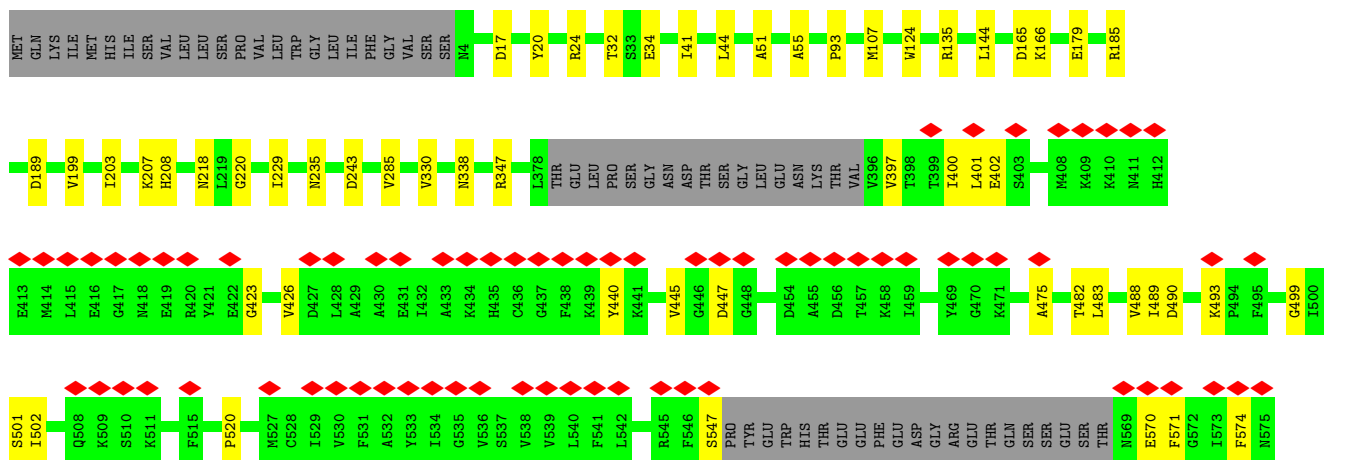 MET GLN LYS ILE MET HIS ILE SER VAL LEU LEU SER PRO VAL LEU TRP GLY LEU ILE PHE GLY VAL SER SER N4 D17 Y20 R24 T32 S33 E34 I41 L44 A51 A55 P93 M107 W124 R135 L144 D165 K166 E179 R185
D189 V199 I203 K207 H208 N218 L219 G220 I229 N235 D243 V285 V330 N338 R347 L378 THR GLU LEU PRO SER GLY ASN ASP THR SER GLY LEU GLU ASN LYS THR VAL V396 V397 T398 T399 I400 L401 E402 S403 M408 K409 K410 N411 H412
E413 M414 L415 E416 G417 N418 E419 R420 Y421 E422 G423 V426 D427 L428 A429 A430 E431 I432 A433 K434 H435 C436 G437 F438 K439 Y440 K441 V445 G446 D447 G448 D454 A455 D456 T457 K458 I459 Y469 G470 K471 A475 T482 L483 V488 I489 D490 K493 P494 F495 G499 I500
S501 I502 Q508 K509 S510 K511 F515 P520 M527 C528 I529 V530 F531 A532 Y533 I534 G535 V536 S537 V538 V539 L540 F541 L542 R545 F546 S547 PRO TYR GLU TRP HIS THR GLU GLU PHE GLU ASP GLY ARG GLU THR GLN SER SER GLU SER THR N569 E570 F571 G572 I573 F574 N575